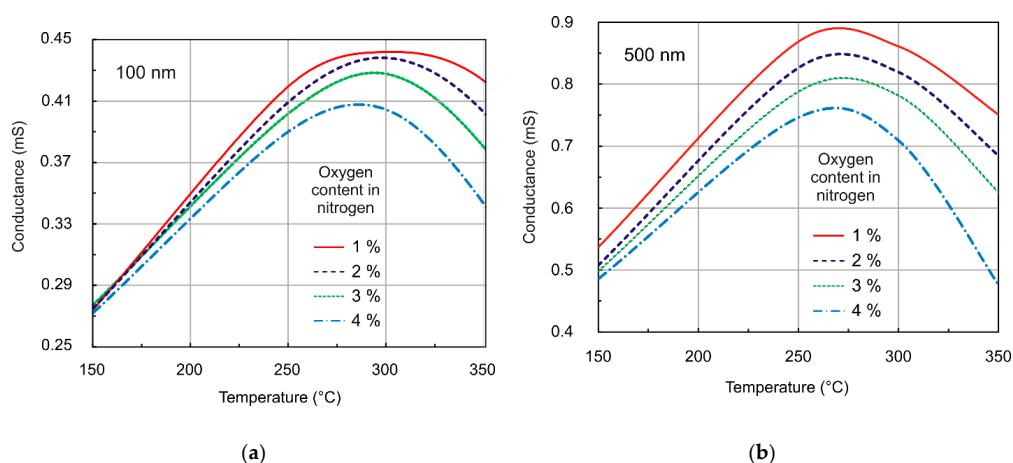 0.45
0.41
0.37
0.33
0.29
0.25
Conductance (mS)
100 nm
Oxygen
content in
nitrogen
1 %
2 %
3 %
4 %
150 200 250 300 350
Temperature (°C)
(a)
0.9
0.8
0.7
0.6
0.5
0.4
Conductance (mS)
500 nm
Oxygen
content in
nitrogen
1 %
2 %
3 %
4 %
150 200 250 300 350
Temperature (°C)
(b)